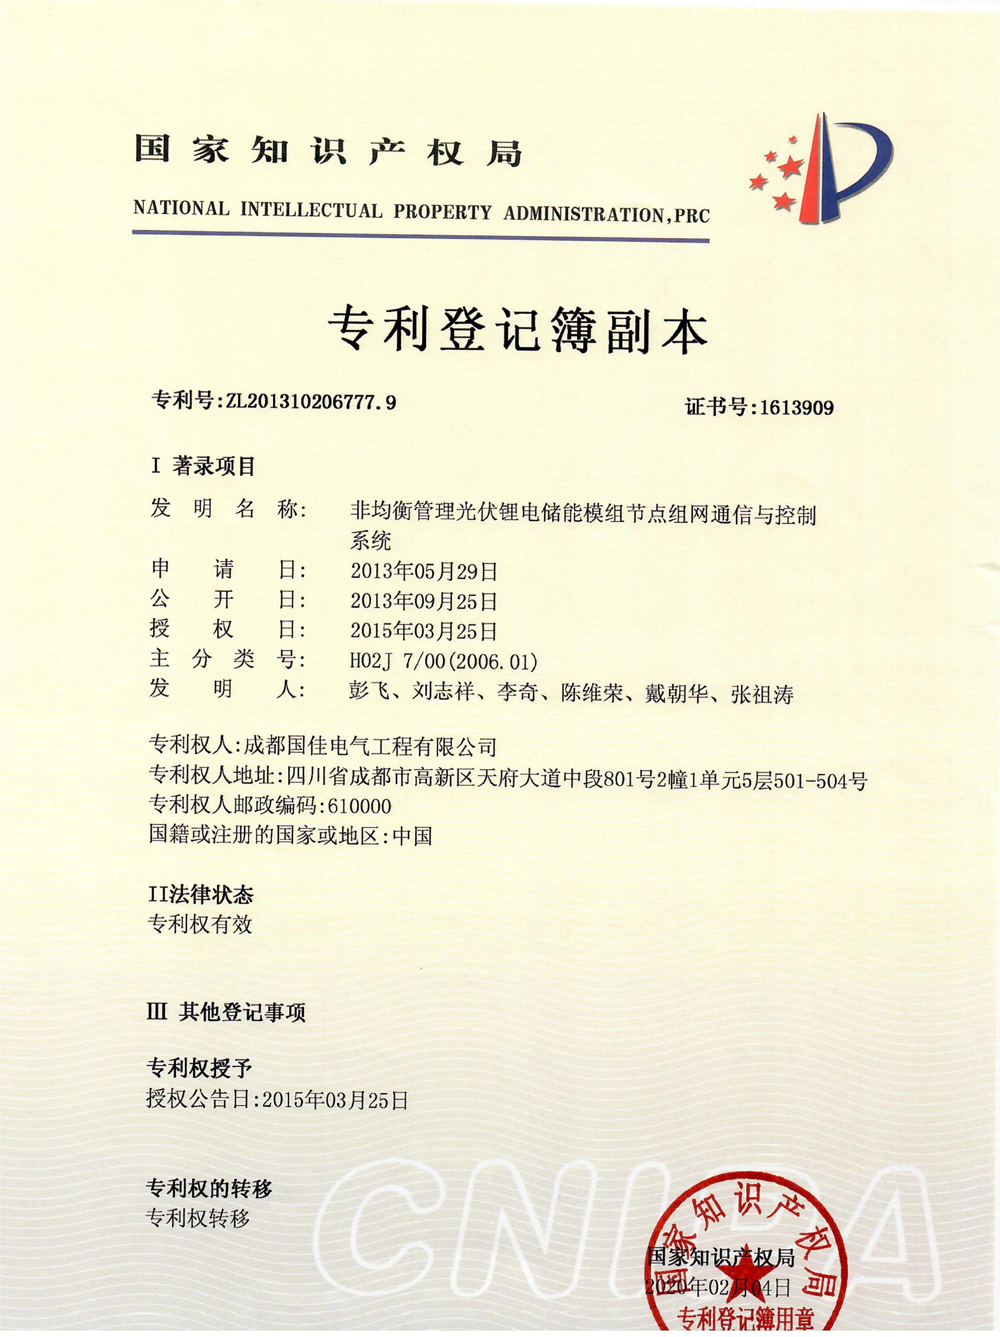 国家知识产权局
NATIONAL INTELLECTUAL PROPERTY ADMINISTRATION,PRC
专利登记簿副本
专利号:ZL201310206777.9 证书号:1613909
I 著录项目
发明名称: 非均衡管理光伏锂电储能模组节点组网通信与控制
系统
申请日: 2013年05月29日
公开日: 2013年09月25日
授权日: 2015年03月25日
主分类号: H02J 7/00(2006.01)
发明人: 彭飞、刘志祥、李奇、陈维荣、戴朝华、张祖涛
专利权人:成都国佳电气工程有限公司
专利权人地址:四川省成都市高新区天府大道中段801号2幢1单元5层501-504号
专利权人邮政编码:610000
国籍或注册的国家或地区:中国
II法律状态
专利权有效
III 其他登记事项
专利权授予
授权公告日:2015年03月25日
专利权的转移
专利权转移
CNIPA
国家知识产权局
国家知识产权局
2020年02月04日
专利登记簿用章